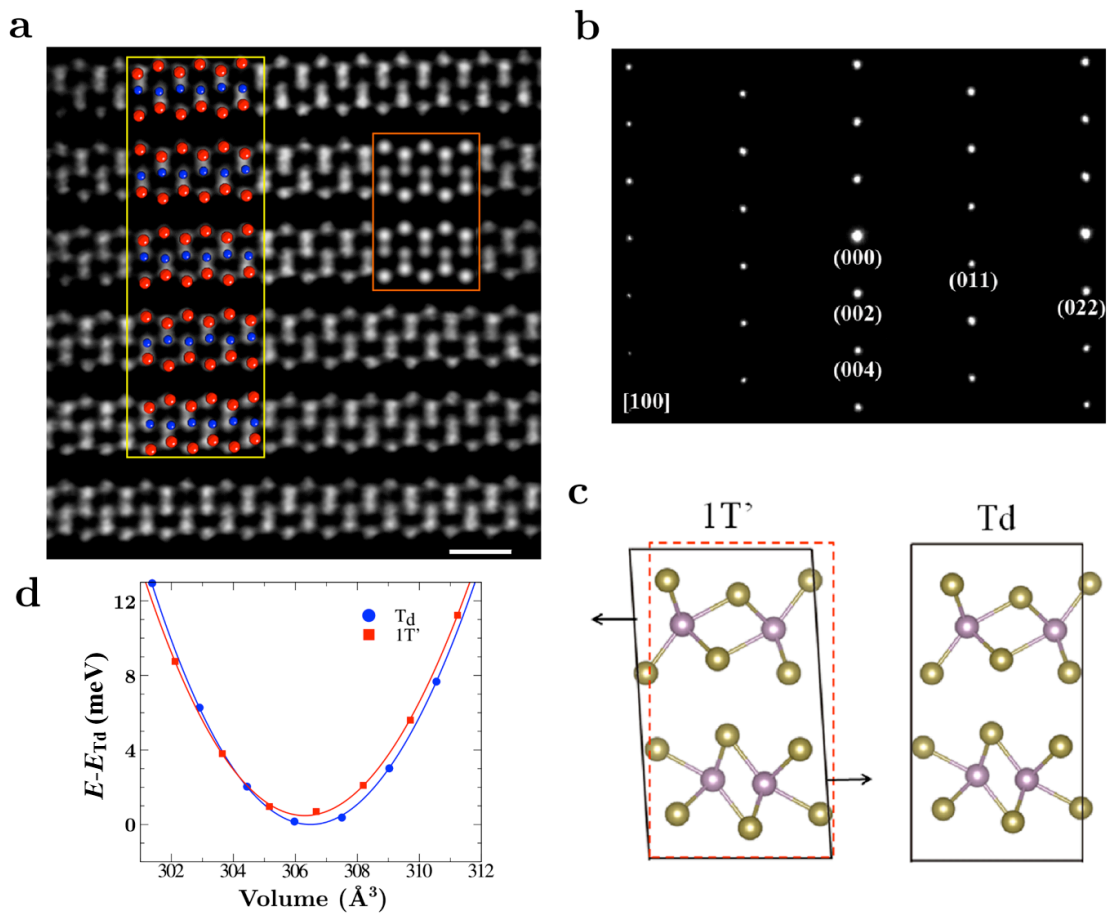 a
b
(000)
(011)
(002)
(022)
(004)
[100]
c
1T’
Td
d
12
8
4
0
E-E_Td (meV)
T_d
1T’
302 304 306 308 310 312
Volume (Å³)